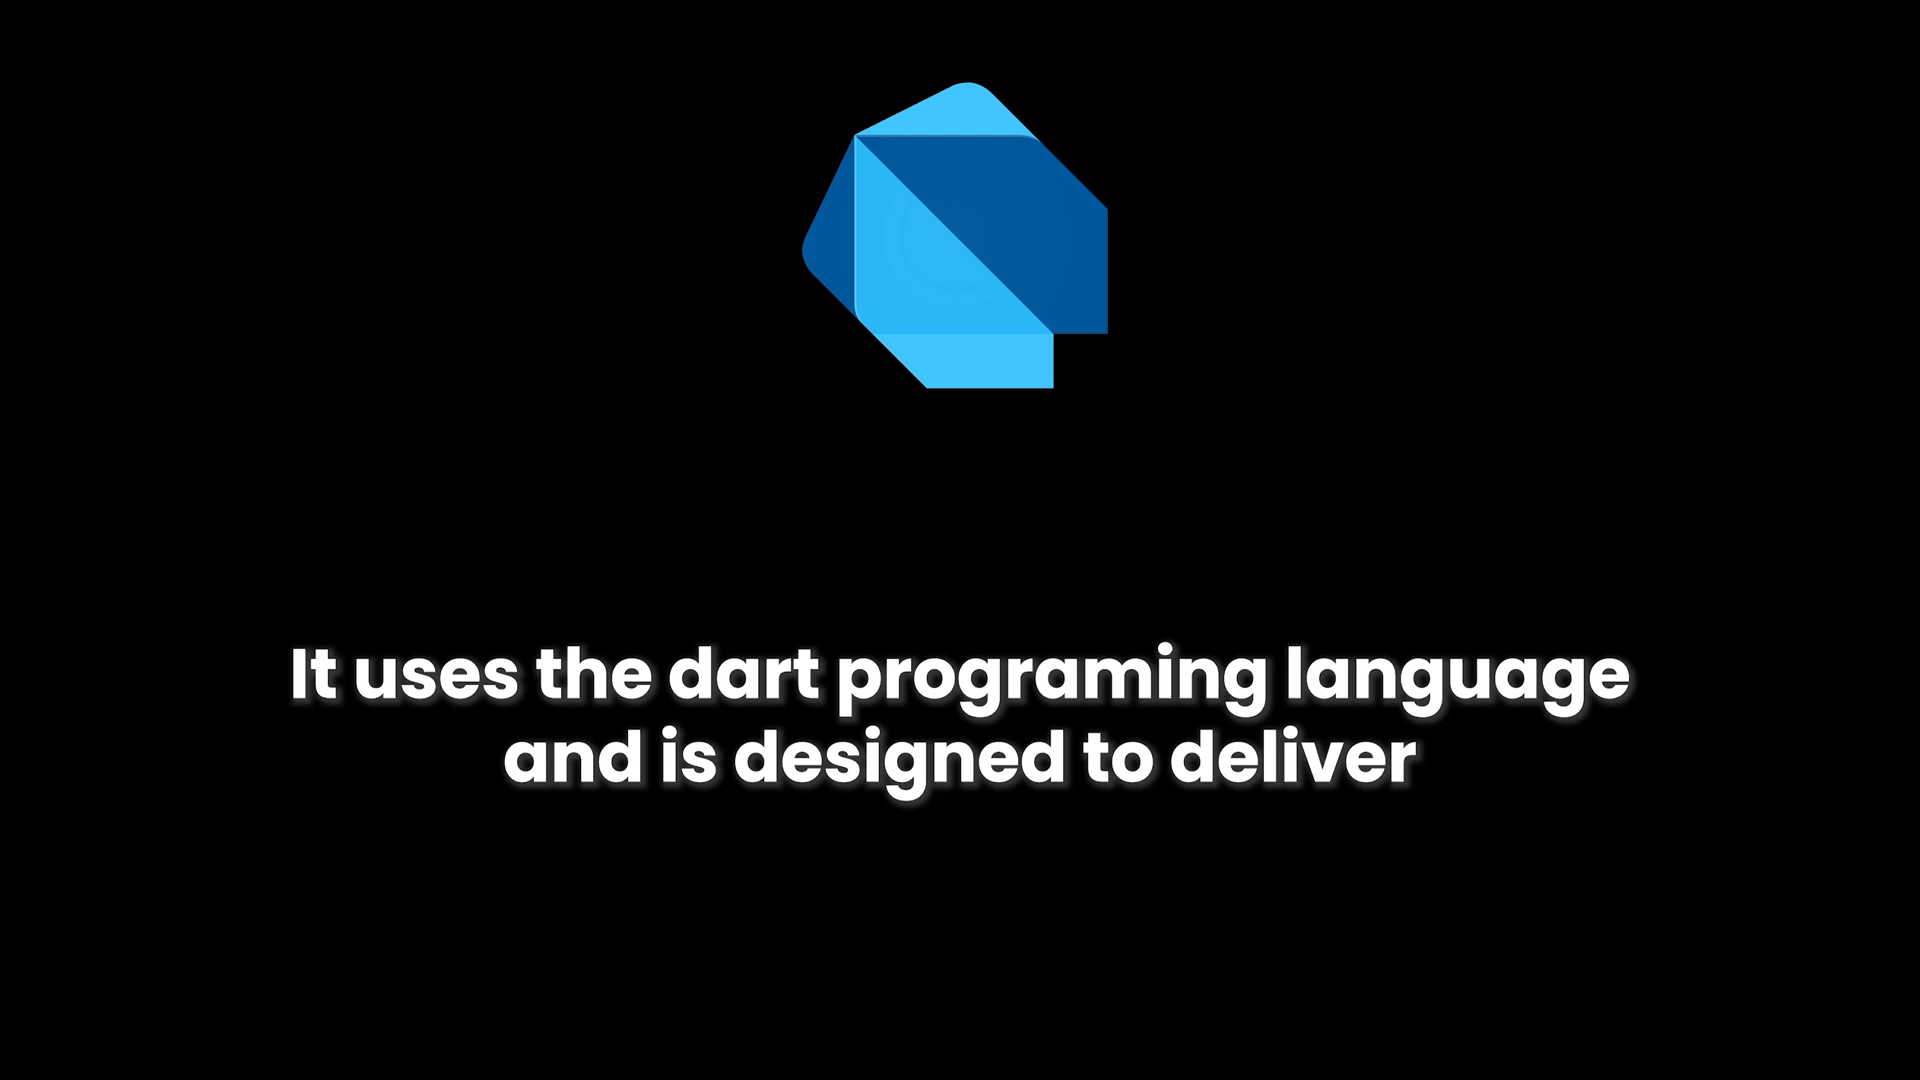 It uses the dart programing language
and is designed to deliver